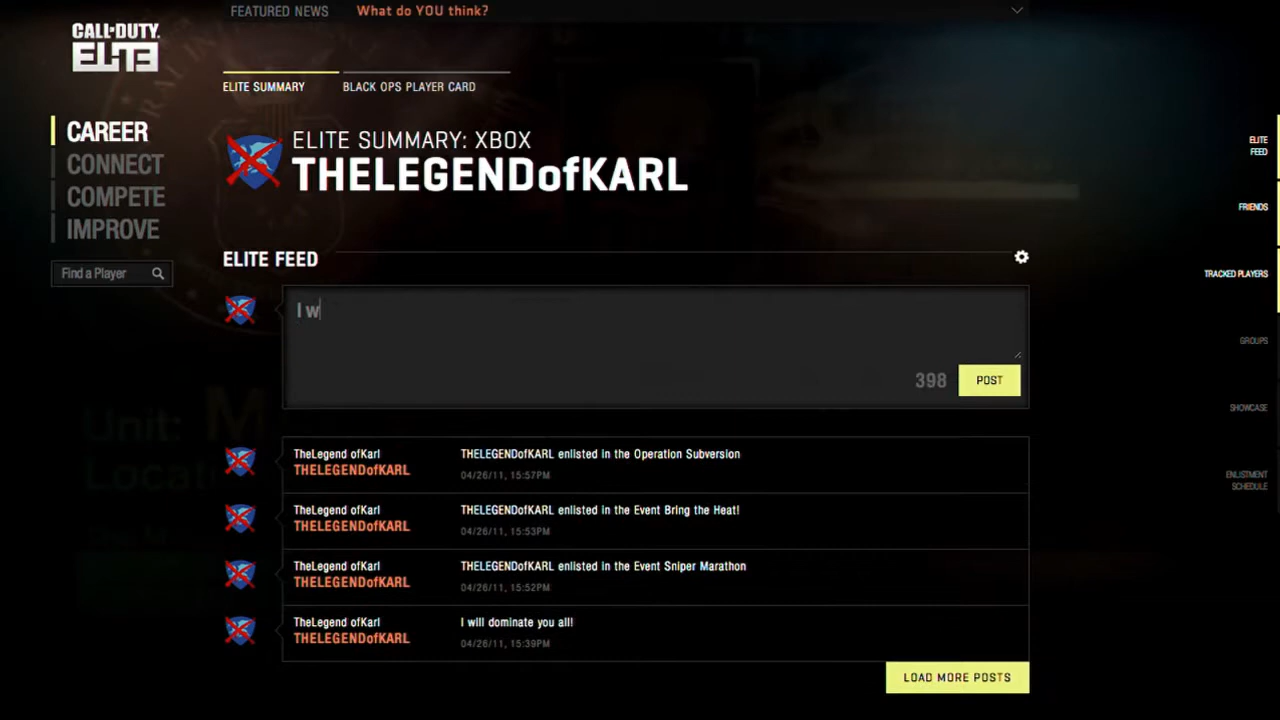 FEATURED NEWS What do YOU think?
CALL OF DUTY
ELITE
ELITE SUMMARY BLACK OPS PLAYER CARD
CAREER
CONNECT
COMPETE
IMPROVE
Find a Player
ELITE SUMMARY: XBOX
THELEGENDofKARL
ELITE FEED
I w
398 POST
TheLegend ofKarl THELEGENDofKARL enlisted in the Operation Subversion
THELEGENDofKARL 04/26/11, 15:57PM
TheLegend ofKarl THELEGENDofKARL enlisted in the Event Bring the Heat!
THELEGENDofKARL 04/26/11, 15:53PM
TheLegend ofKarl THELEGENDofKARL enlisted in the Event Sniper Marathon
THELEGENDofKARL 04/26/11, 15:52PM
TheLegend ofKarl I will dominate you all!
THELEGENDofKARL 04/26/11, 15:39PM
LOAD MORE POSTS
ELITE
FEED
FRIENDS
TRACKED PLAYERS
GROUPS
SHOWCASE
ENLISTMENT
SCHEDULE
Unit: M
Locati